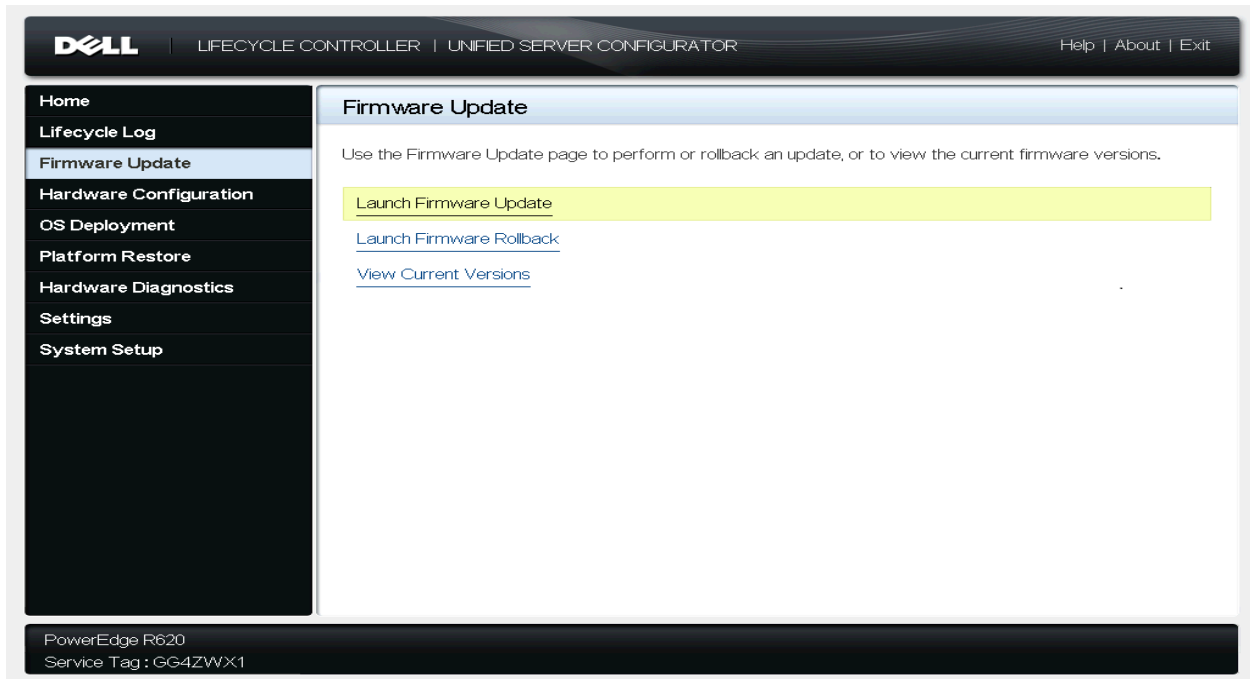 DELL | LIFECYCLE CONTROLLER | UNIFIED SERVER CONFIGURATOR Help | About | Exit
Home
Lifecycle Log
Firmware Update
Hardware Configuration
OS Deployment
Platform Restore
Hardware Diagnostics
Settings
System Setup
Firmware Update
Use the Firmware Update page to perform or rollback an update, or to view the current firmware versions.
Launch Firmware Update
Launch Firmware Rollback
View Current Versions
PowerEdge R620
Service Tag : GG4ZWX1